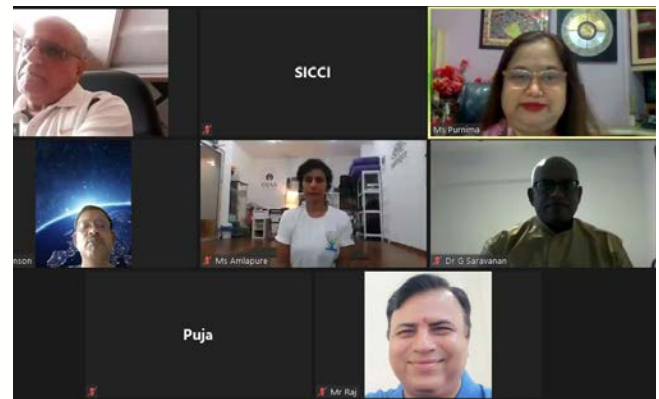 SICCI
Ms Purnima
nson
Ms Amlapure
Dr G Saravanan
Puja
Mr Raj